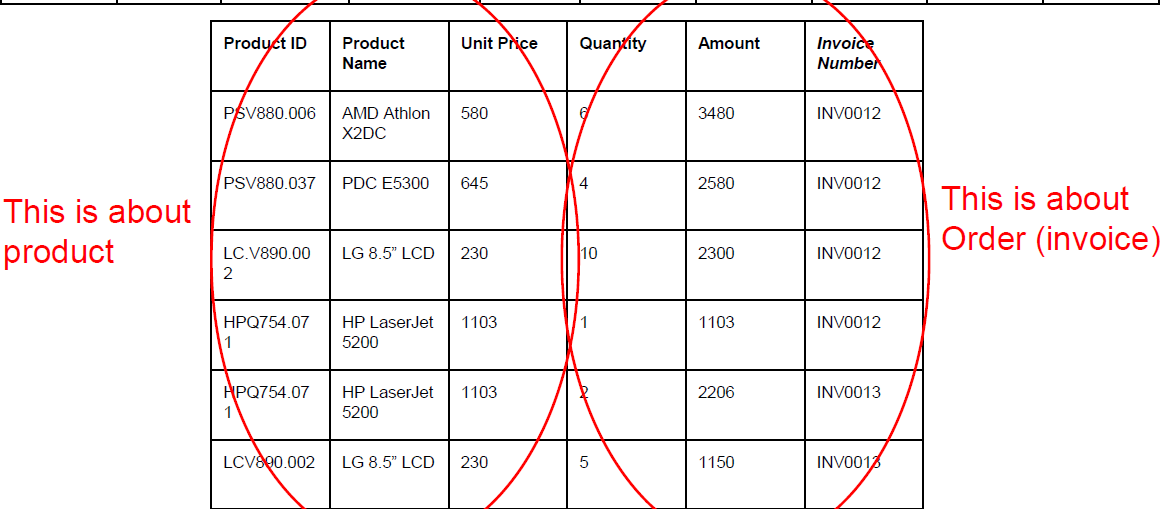 Product ID Product Name Unit Price Quantity Amount Invoice Number
PSV880.006 AMD Athlon X2DC 580 6 3480 INV0012
PSV880.037 PDC E5300 645 4 2580 INV0012
LC.V890.002 LG 8.5” LCD 230 10 2300 INV0012
HPQ754.071 HP LaserJet 5200 1103 1 1103 INV0012
HPQ754.071 HP LaserJet 5200 1103 2 2206 INV0013
LCV890.002 LG 8.5” LCD 230 5 1150 INV0013
This is about
product
This is about
Order (invoice)